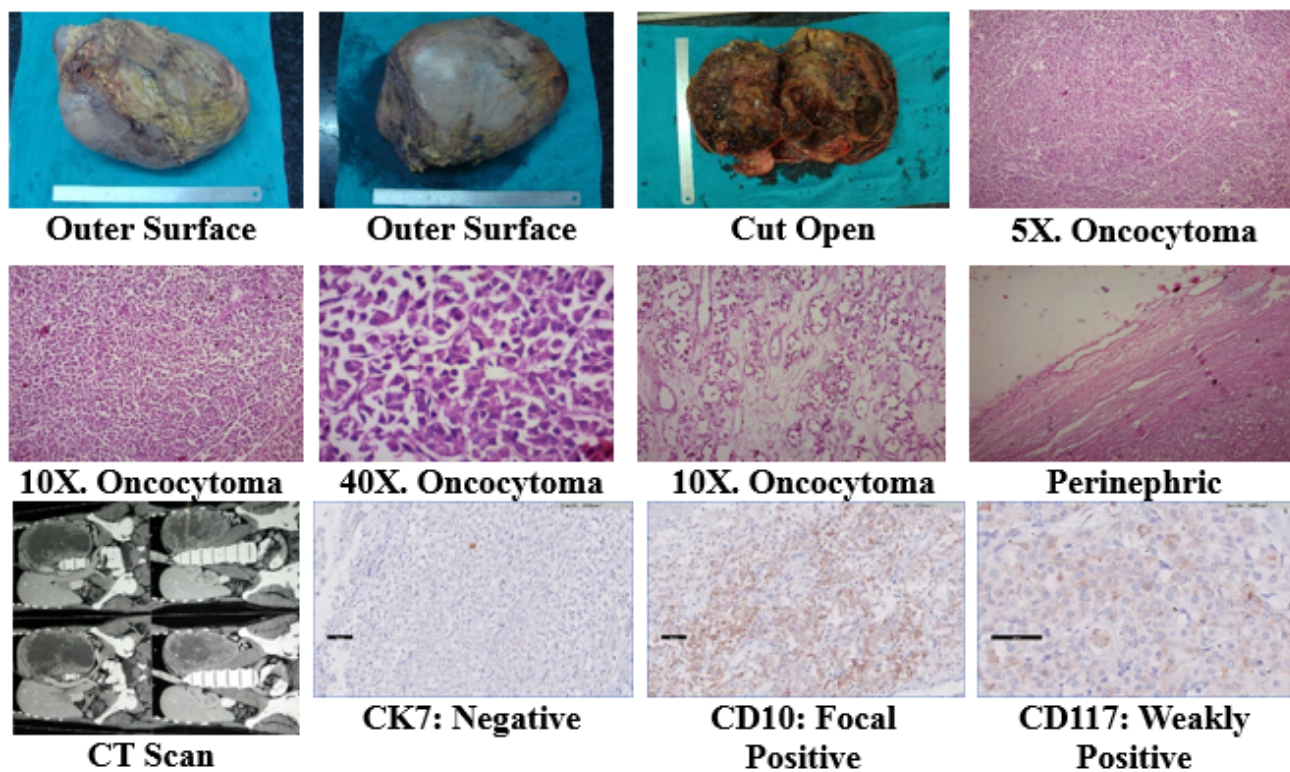 Outer Surface
Outer Surface
Cut Open
5X. Oncocytoma
10X. Oncocytoma
40X. Oncocytoma
10X. Oncocytoma
Perinephric
CT Scan
CK7: Negative
CD10: Focal
Positive
CD117: Weakly
Positive